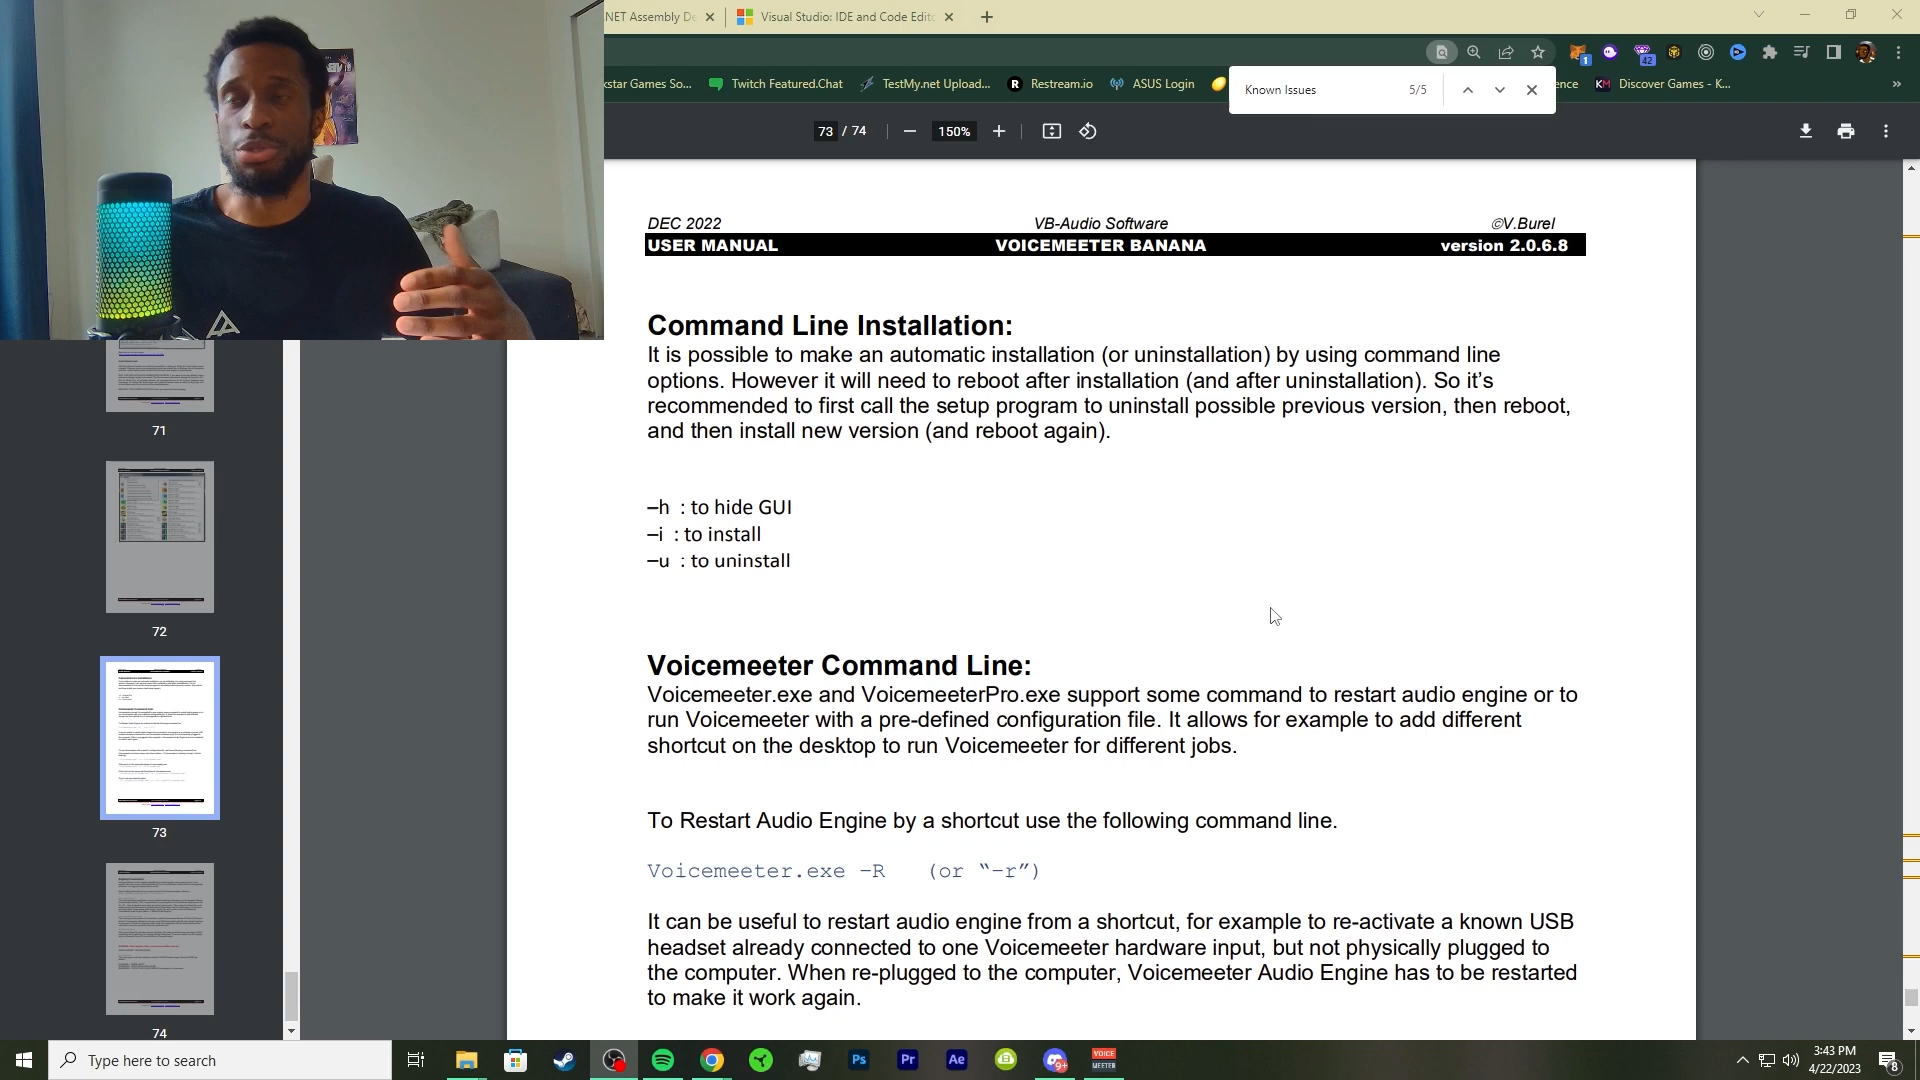 NET Assembly De
Visual Studio: IDE and Code Edito
1
42
kstar Games So...
Twitch Featured.Chat
TestMy.net Upload...
R
Restream.io
ASUS Login
ence
KM
Discover Games - K...
»
Known Issues
5/5
73 / 74
150%
DEC 2022
VB-Audio Software
©V.Burel
USER MANUAL
VOICEMEETER BANANA
version 2.0.6.8
Command Line Installation:
It is possible to make an automatic installation (or uninstallation) by using command line
options. However it will need to reboot after installation (and after uninstallation). So it’s
recommended to first call the setup program to uninstall possible previous version, then reboot,
and then install new version (and reboot again).
–h : to hide GUI
–i : to install
–u : to uninstall
Voicemeeter Command Line:
Voicemeeter.exe and VoicemeeterPro.exe support some command to restart audio engine or to
run Voicemeeter with a pre-defined configuration file. It allows for example to add different
shortcut on the desktop to run Voicemeeter for different jobs.
To Restart Audio Engine by a shortcut use the following command line.
Voicemeeter.exe –R (or “–r”)
It can be useful to restart audio engine from a shortcut, for example to re-activate a known USB
headset already connected to one Voicemeeter hardware input, but not physically plugged to
the computer. When re-plugged to the computer, Voicemeeter Audio Engine has to be restarted
to make it work again.
71
72
73
74
Type here to search
Ps
Pr
Ae
9+
VOICE
MEETER
3:43 PM
4/22/2023
8